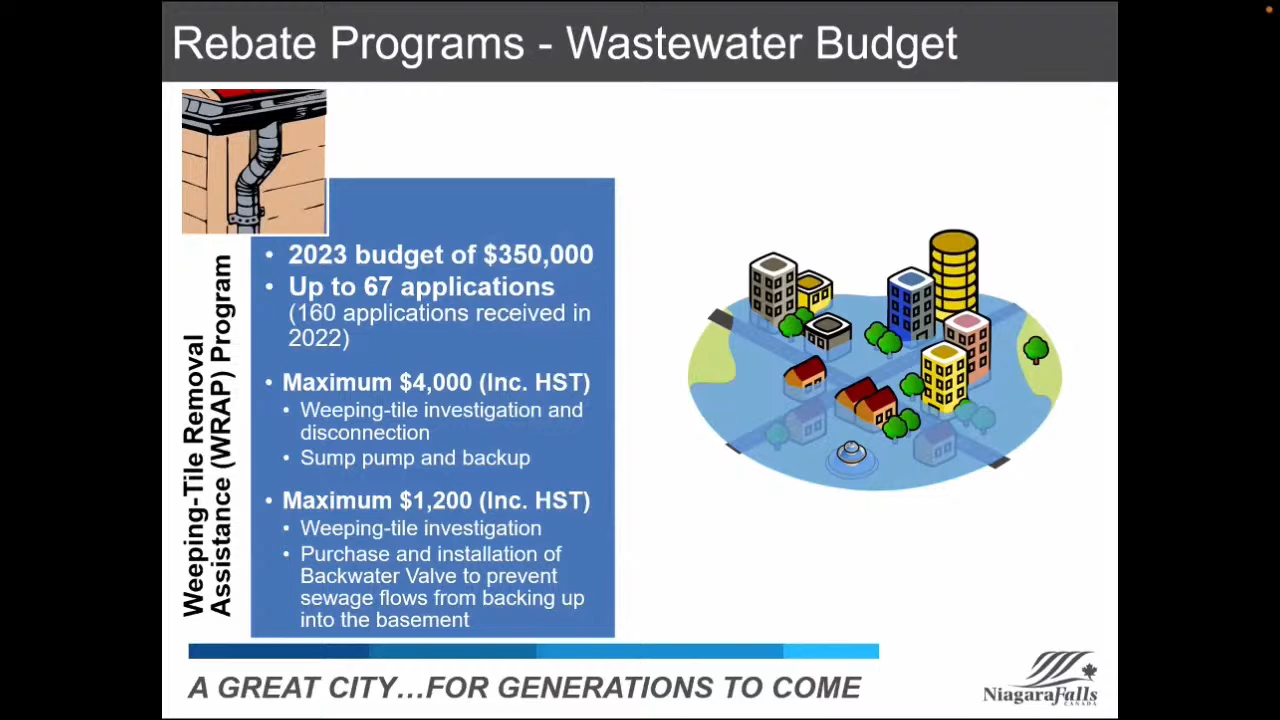 Rebate Programs - Wastewater Budget
Weeping-Tile Removal
Assistance (WRAP) Program
• 2023 budget of $350,000
• Up to 67 applications
(160 applications received in
2022)
• Maximum $4,000 (Inc. HST)
• Weeping-tile investigation and
disconnection
• Sump pump and backup
• Maximum $1,200 (Inc. HST)
• Weeping-tile investigation
• Purchase and installation of
Backwater Valve to prevent
sewage flows from backing up
into the basement
A GREAT CITY...FOR GENERATIONS TO COME
NiagaraFalls
CANADA